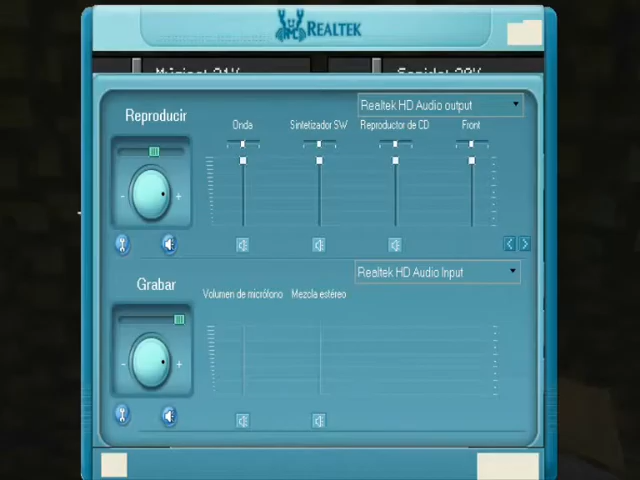 REALTEK
Reproducir
Realtek HD Audio output
Onda
Sintetizador SW
Reproductor de CD
Front
- +
Grabar
Realtek HD Audio Input
Volumen de micrófono
Mezcla estéreo
- +